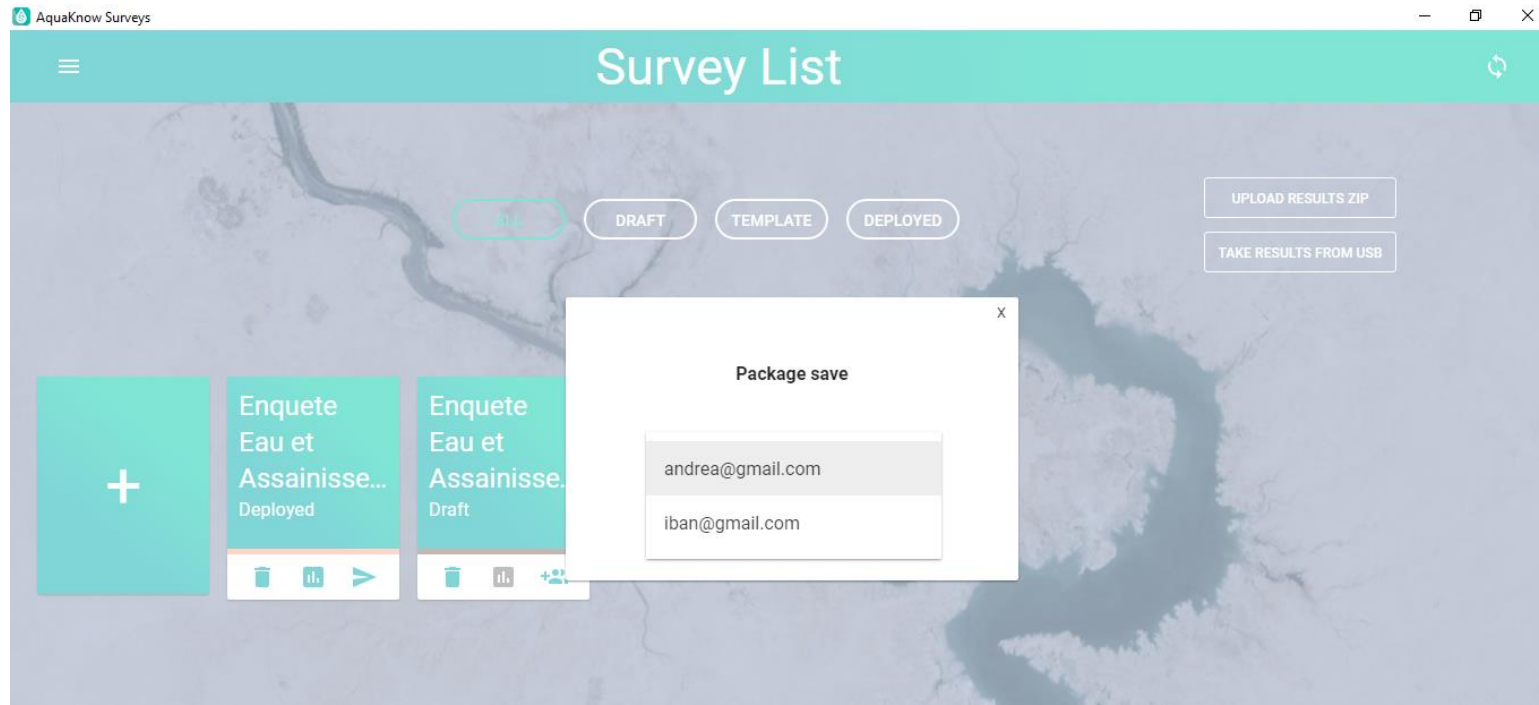 AquaKnow Surveys
Survey List
ALL
DRAFT
TEMPLATE
DEPLOYED
UPLOAD RESULTS ZIP
TAKE RESULTS FROM USB
X
Package save
andrea@gmail.com
iban@gmail.com
Enquete
Eau et
Assainisse...
Deployed
Enquete
Eau et
Assainisse.
Draft